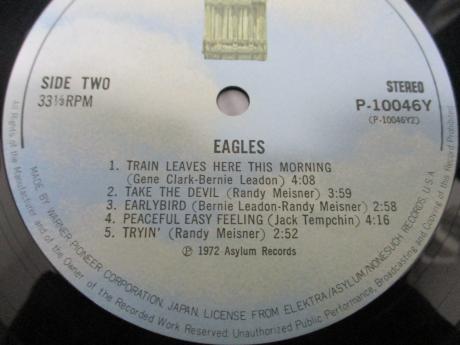 SIDE TWO
33⅓RPM
STEREO
P-10046Y
(P-10046Y2)
EAGLES
1. TRAIN LEAVES HERE THIS MORNING
(Gene Clark-Bernie Leadon) 4:08
2. TAKE THE DEVIL (Randy Meisner) 3:59
3. EARLYBIRD (Bernie Leadon-Randy Meisner) 2:58
4. PEACEFUL EASY FEELING (Jack Tempchin) 4:16
5. TRYIN' (Randy Meisner) 2:52
℗ 1972 Asylum Records
MADE BY WARNER PIONEER CORPORATION, JAPAN. LICENSE FROM ELEKTRA/ASYLUM/NONESUCH RECORDS, U.S.A.
All Rights of the Manufacturer and of the Owner of the Recorded Work Reserved. Unauthorized Public Performance, Broadcasting and Copying of this Record Prohibited